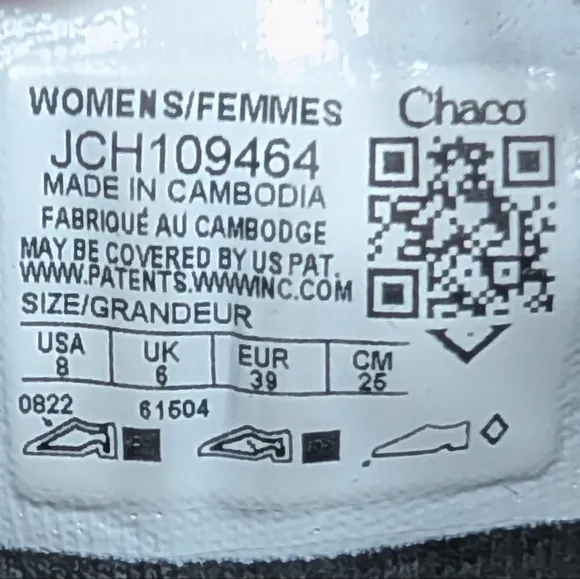 WOMENS/FEMMES
Chaco
JCH109464
MADE IN CAMBODIA
FABRIQUÉ AU CAMBODGE
MAY BE COVERED BY US PAT.
WWW.PATENTS.WWWINC.COM
SIZE/GRANDEUR
USA UK EUR CM
8 6 39 25
0822 61504